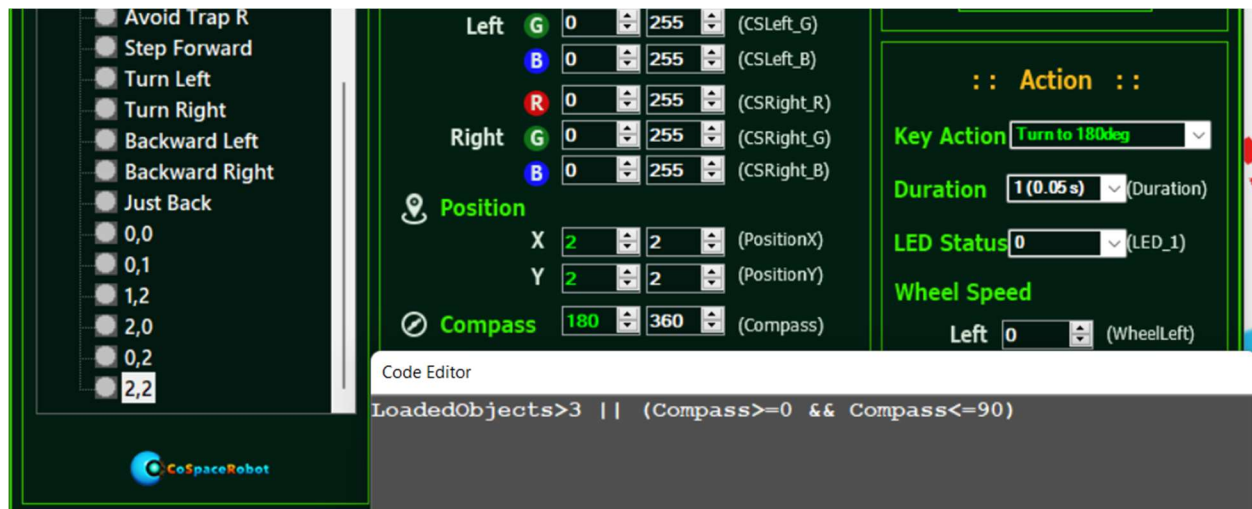 Avoid Trap R
Step Forward
Turn Left
Turn Right
Backward Left
Backward Right
Just Back
0,0
0,1
1,2
2,0
0,2
2,2
CoSpaceRobot
Left G 0 255 (CSLeft_G)
B 0 255 (CSLeft_B)
R 0 255 (CSRight_R)
Right G 0 255 (CSRight_G)
B 0 255 (CSRight_B)
Position
X 2 2 (PositionX)
Y 2 2 (PositionY)
Compass 180 360 (Compass)
:: Action ::
Key Action Turn to 180deg
Duration 1 (0.05 s) (Duration)
LED Status 0 (LED_1)
Wheel Speed
Left 0 (WheelLeft)
Code Editor
LoadedObjects>3 || (Compass>=0 && Compass<=90)